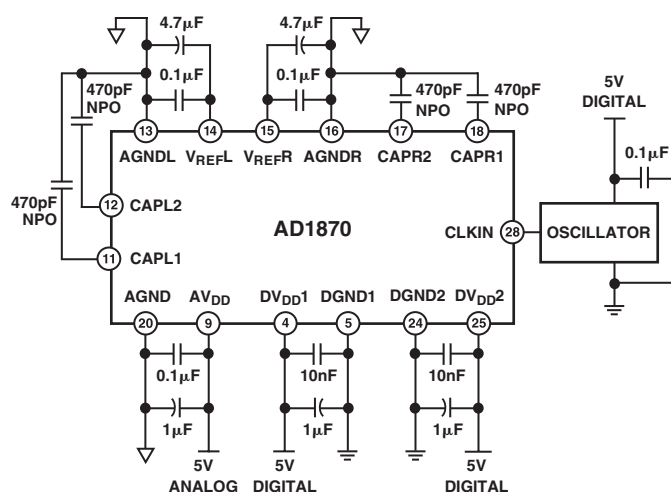 4.7μF
4.7μF
0.1μF
0.1μF
470pF
NPO
470pF
NPO
470pF
NPO
5V
DIGITAL
0.1μF
13
14
15
16
17
18
AGNDL
VREFL
VREFR
AGNDR
CAPR2
CAPR1
470pF
NPO
12
CAPL2
AD1870
CLKIN
28
OSCILLATOR
11
CAPL1
AGND
AVDD
DVDD1
DGND1
DGND2
DVDD2
20
9
4
5
24
25
0.1μF
10nF
10nF
1μF
1μF
1μF
5V
ANALOG
5V
DIGITAL
5V
DIGITAL